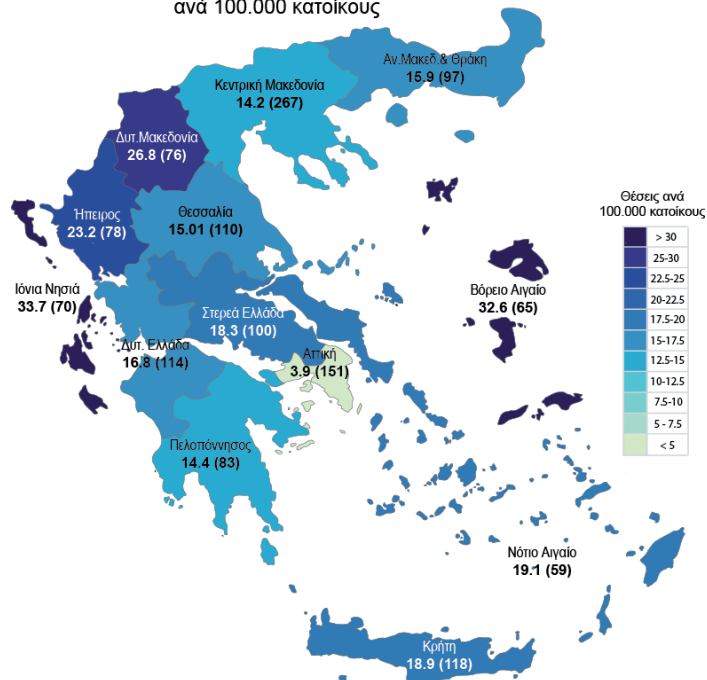 ανά 100.000 κατοίκους
Αν.Μακεδ.& Θράκη
15.9 (97)
Κεντρική Μακεδονία
14.2 (267)
Δυτ.Μακεδονία
26.8 (76)
Ήπειρος
23.2 (78)
Θεσσαλία
15.01 (110)
Ιόνια Νησιά
33.7 (70)
Στερεά Ελλάδα
18.3 (100)
Δυτ. Ελλάδα
16.8 (114)
Αττική
3.9 (151)
Πελοπόννησος
14.4 (83)
Βόρειο Αιγαίο
32.6 (65)
Νότιο Αιγαίο
19.1 (59)
Κρήτη
18.9 (118)
Θέσεις ανά
100.000 κατοίκους
> 30
25-30
22.5-25
20-22.5
17.5-20
15-17.5
12.5-15
10-12.5
7.5-10
5 - 7.5
< 5